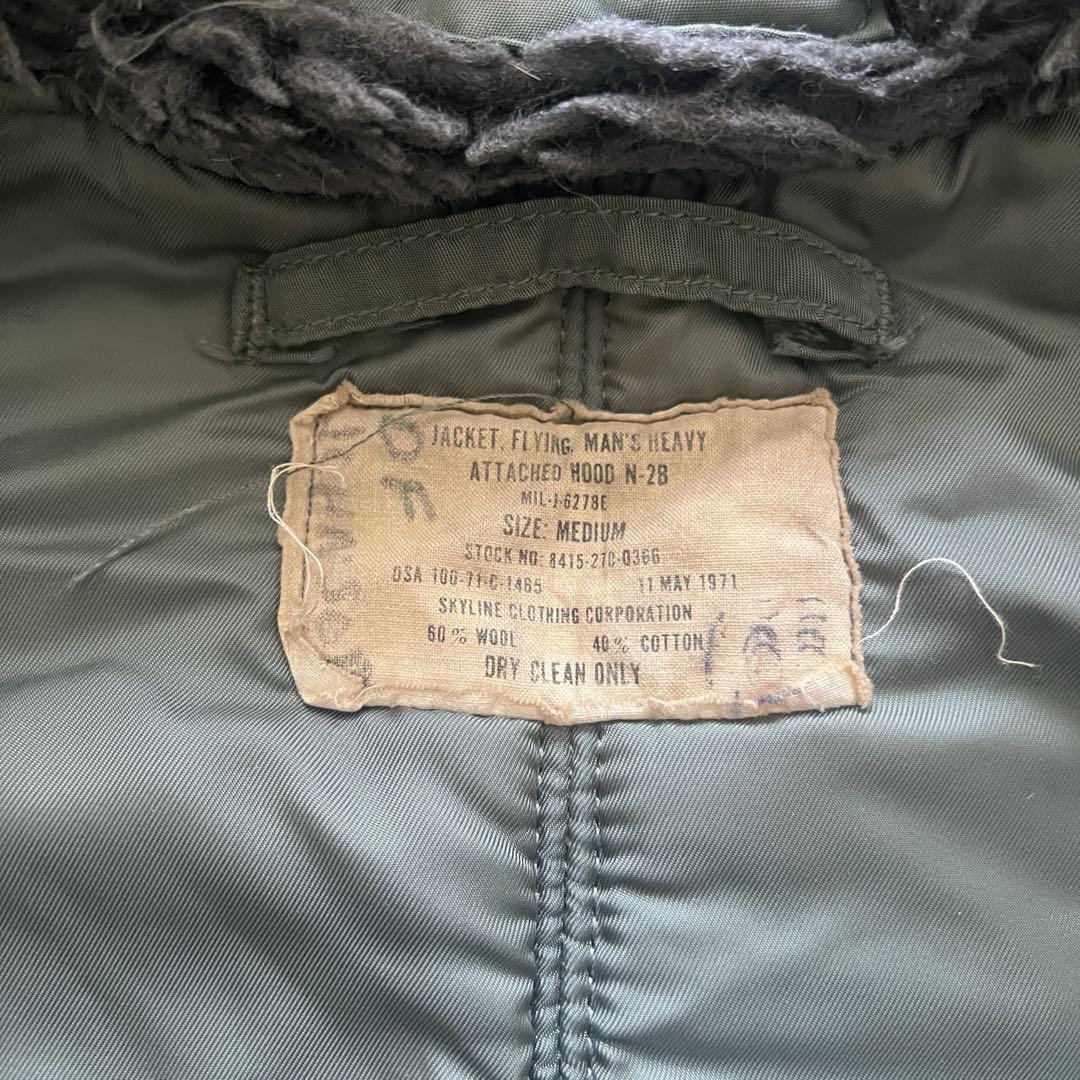 JACKET, FLYING, MAN'S HEAVY
ATTACHED HOOD N-2B
MIL-J-6278E
SIZE: MEDIUM
STOCK NO: 8415-270-0366
DSA 100-71-C-1465 11 MAY 1971
SKYLINE CLOTHING CORPORATION
60% WOOL 40% COTTON
DRY CLEAN ONLY